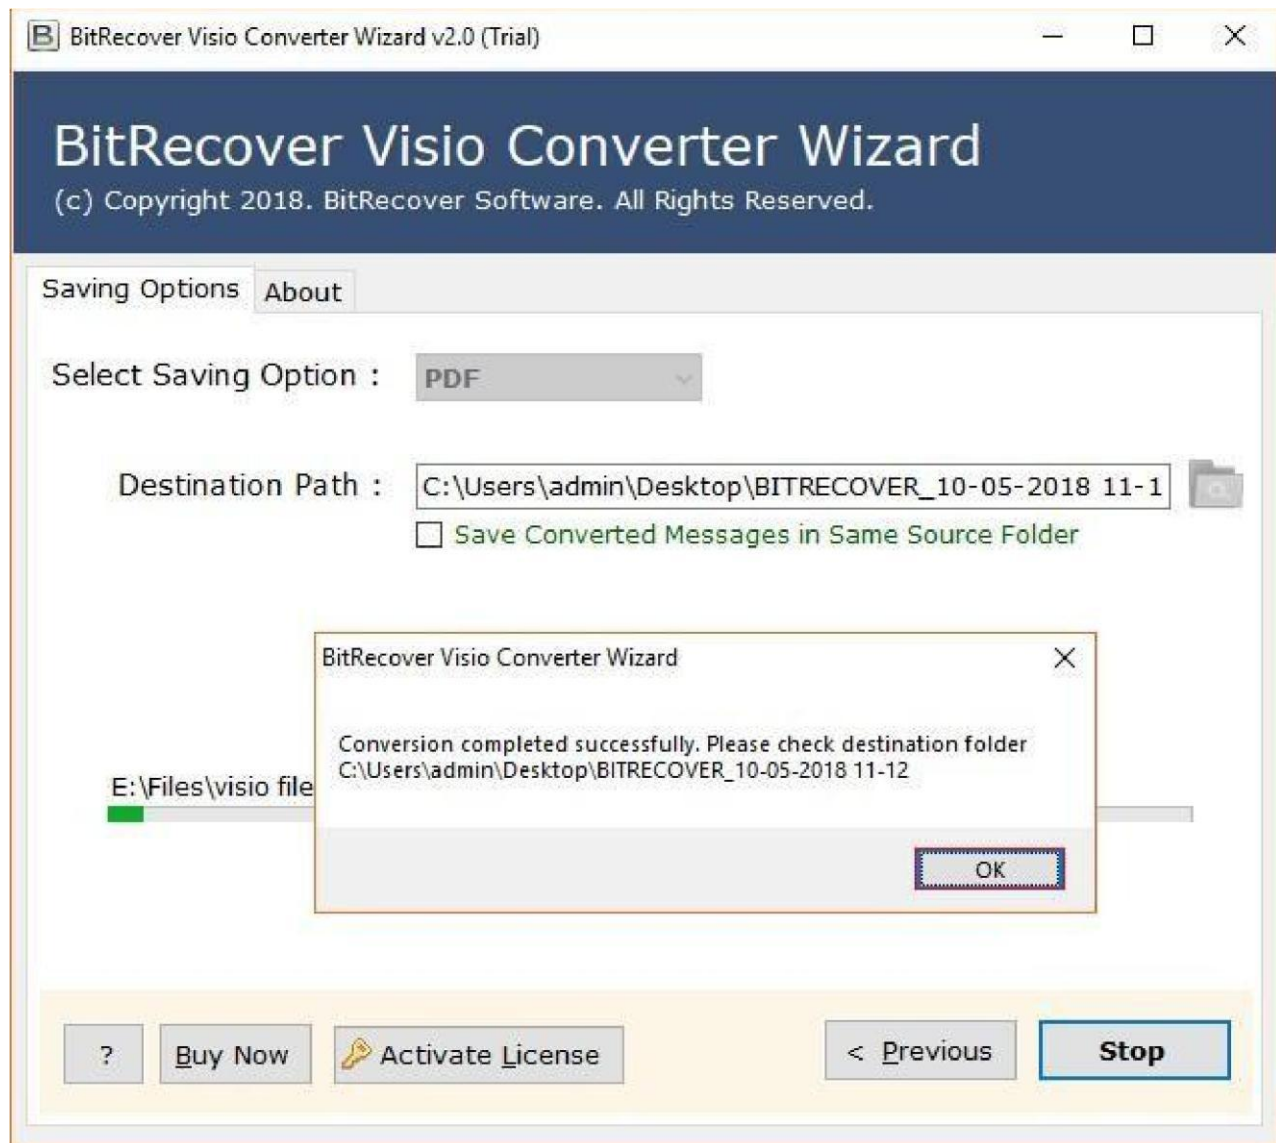 B BitRecover Visio Converter Wizard v2.0 (Trial)
BitRecover Visio Converter Wizard
(c) Copyright 2018. BitRecover Software. All Rights Reserved.
Saving Options About
Select Saving Option : PDF
Destination Path : C:\Users\admin\Desktop\BITRECOVER_10-05-2018 11-1
Save Converted Messages in Same Source Folder
BitRecover Visio Converter Wizard
Conversion completed successfully. Please check destination folder
C:\Users\admin\Desktop\BITRECOVER_10-05-2018 11-12
E:\Files\visio file
OK
? Buy Now Activate License < Previous Stop